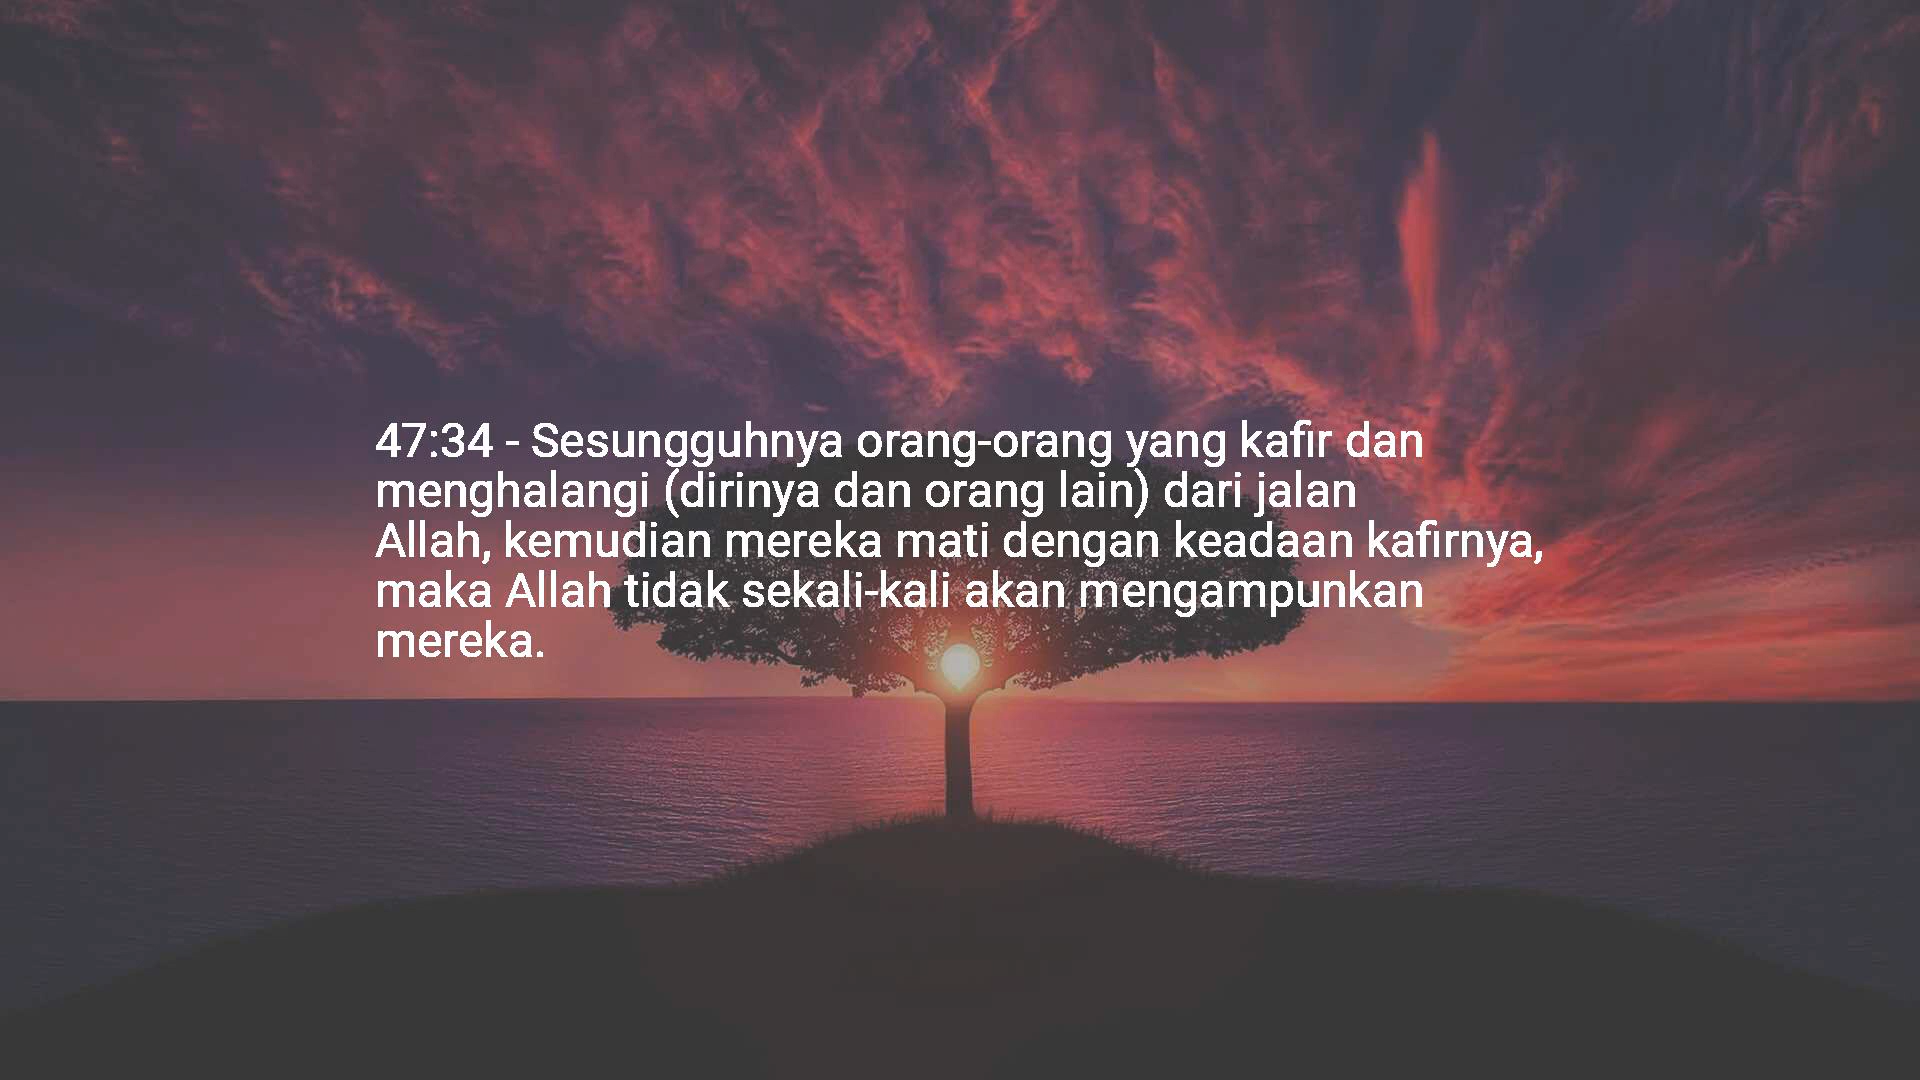 47:34 - Sesungguhnya orang-orang yang kafir dan
menghalangi (dirinya dan orang lain) dari jalan
Allah, kemudian mereka mati dengan keadaan kafirnya,
maka Allah tidak sekali-kali akan mengampunkan
mereka.